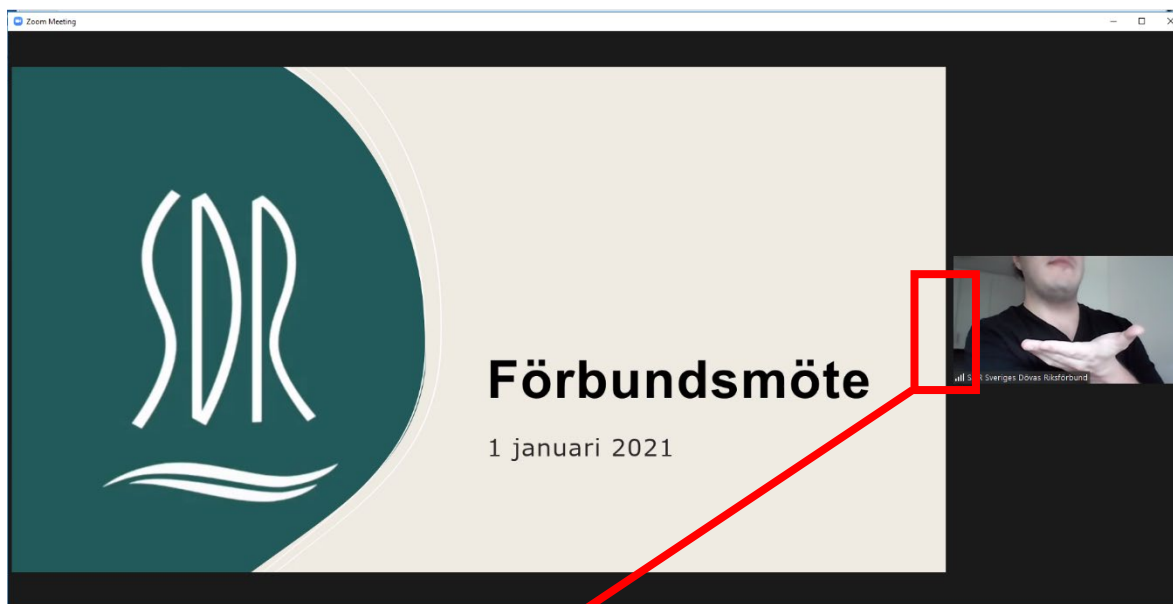 Zoom Meeting
SDR
Förbundsmöte
1 januari 2021
Sveriges Dövas Riksförbund